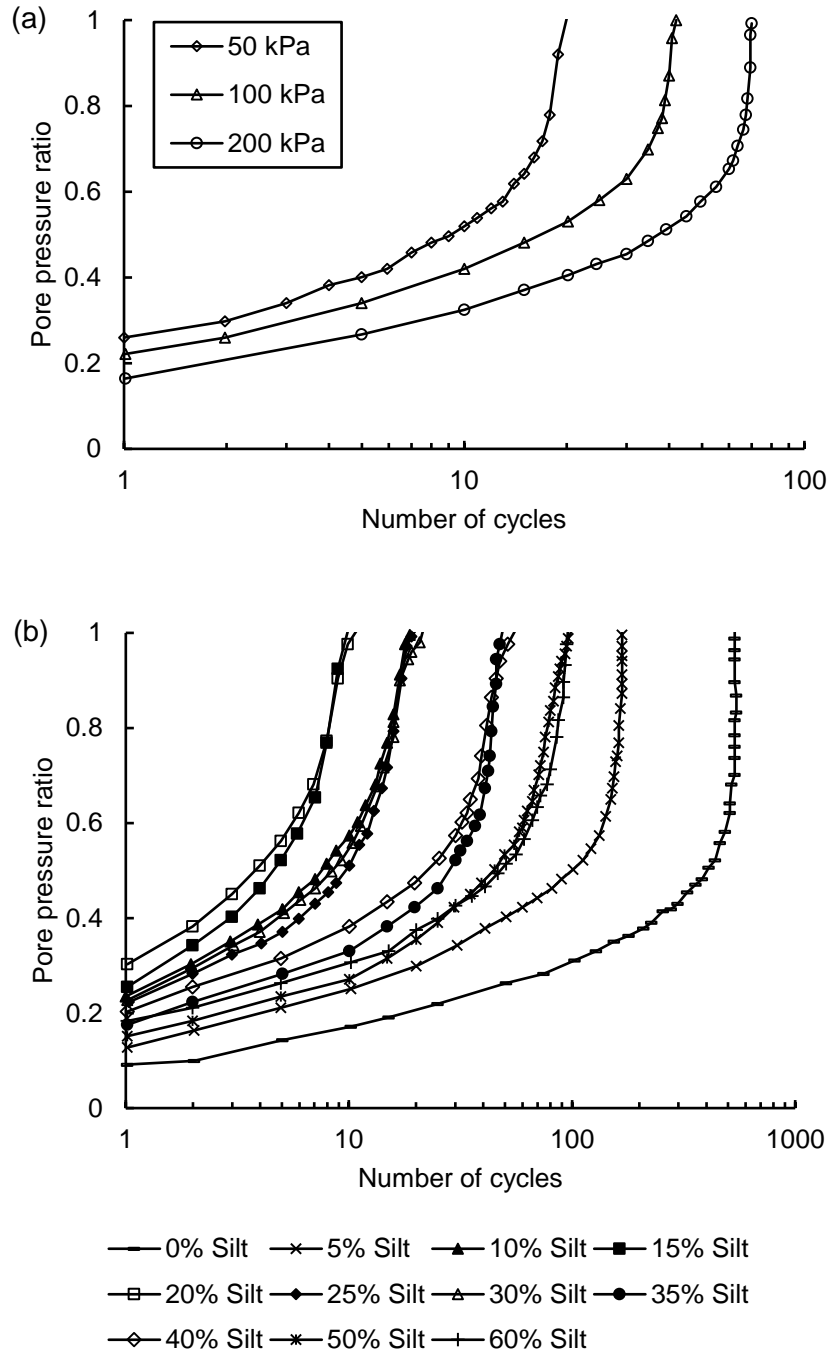 (a)
1
0.8
0.6
0.4
0.2
0
Pore pressure ratio
50 kPa
100 kPa
200 kPa
1 10 100
Number of cycles
(b)
1
0.8
0.6
0.4
0.2
0
Pore pressure ratio
1 10 100 1000
Number of cycles
0% Silt 5% Silt 10% Silt 15% Silt
20% Silt 25% Silt 30% Silt 35% Silt
40% Silt 50% Silt 60% Silt